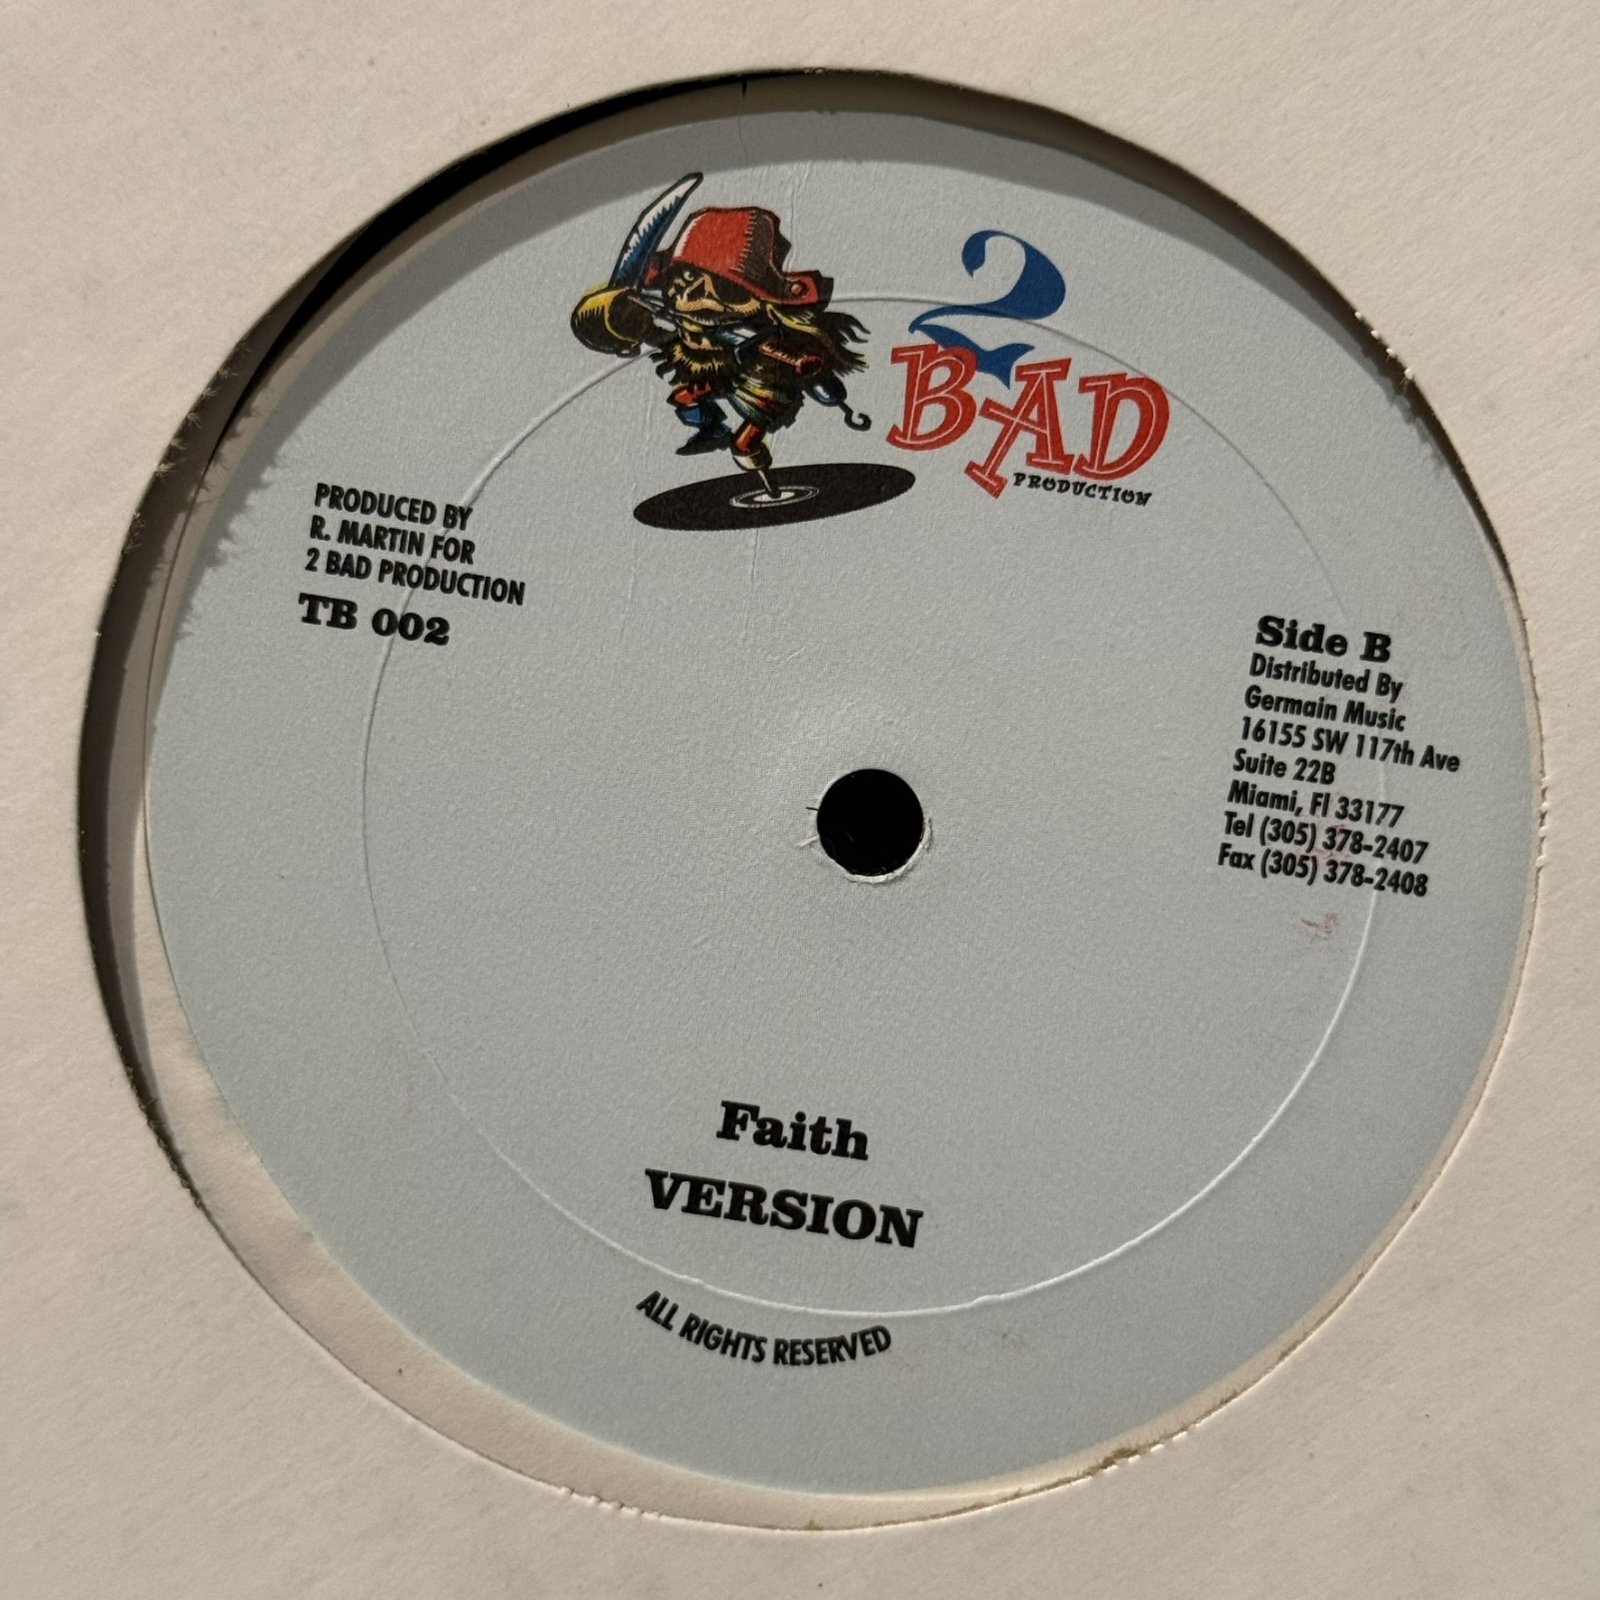 2
BAD
PRODUCTION
PRODUCED BY
R. MARTIN FOR
2 BAD PRODUCTION
TB 002
Side B
Distributed By
Germain Music
16155 SW 117th Ave
Suite 22B
Miami, Fl 33177
Tel (305) 378-2407
Fax (305) 378-2408
Faith
VERSION
ALL RIGHTS RESERVED